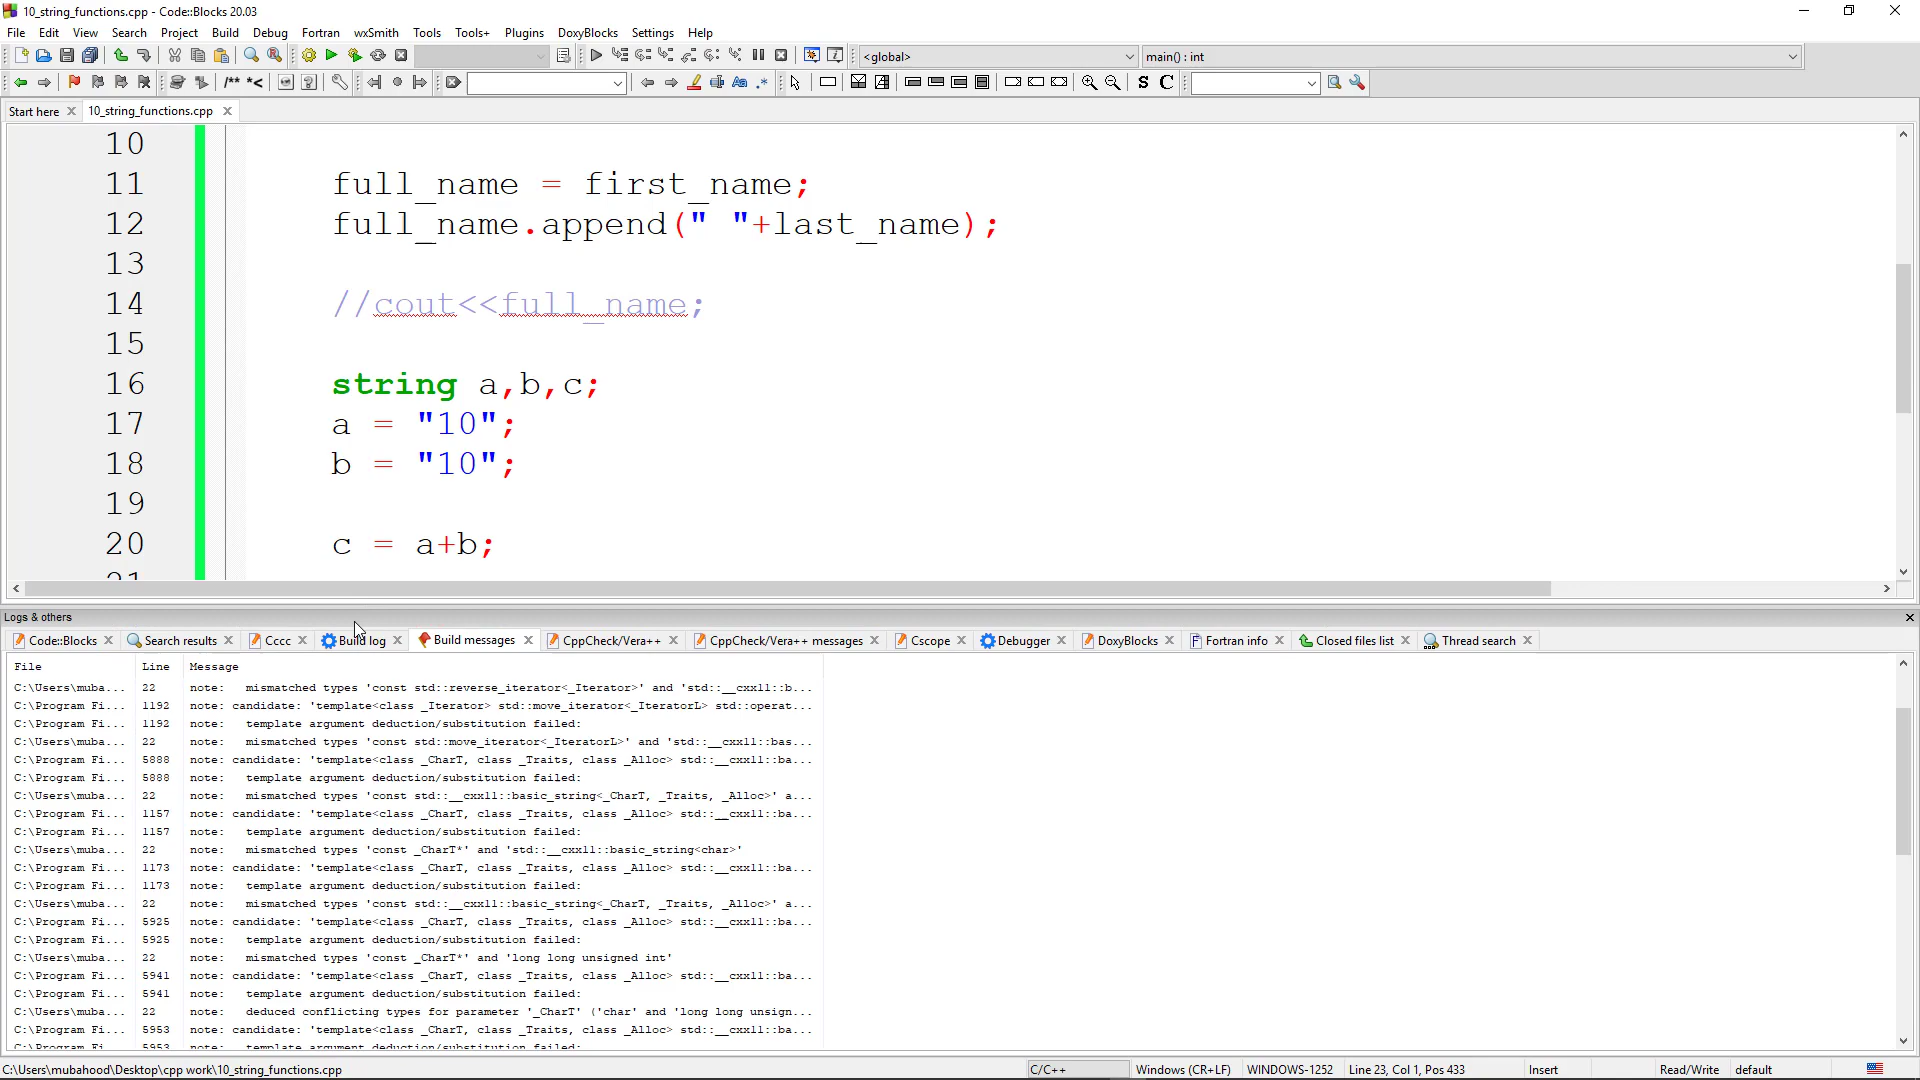 10_string_functions.cpp - Code::Blocks 20.03
File Edit View Search Project Build Debug Fortran wxSmith Tools Tools+ Plugins DoxyBlocks Settings Help
<global> main() : int
/** *< Aa .* S C
Start here 10_string_functions.cpp
10
11 full_name = first_name;
12 full_name.append(" "+last_name);
13
14 //cout<<full_name;
15
16 string a,b,c;
17 a = "10";
18 b = "10";
19
20 c = a+b;
21
Logs & others
Code::Blocks Search results Cccc Build log Build messages CppCheck/Vera++ CppCheck/Vera++ messages Cscope Debugger DoxyBlocks Fortran info Closed files list Thread search
File Line Message
C:\Users\muba... 22 note: mismatched types 'const std::reverse_iterator<_Iterator>' and 'std::__cxx11::b...
C:\Program Fi... 1192 note: candidate: 'template<class _Iterator> std::move_iterator<_IteratorL> std::operat...
C:\Program Fi... 1192 note: template argument deduction/substitution failed:
C:\Users\muba... 22 note: mismatched types 'const std::move_iterator<_IteratorL>' and 'std::__cxx11::bas...
C:\Program Fi... 5888 note: candidate: 'template<class _CharT, class _Traits, class _Alloc> std::__cxx11::ba...
C:\Program Fi... 5888 note: template argument deduction/substitution failed:
C:\Users\muba... 22 note: mismatched types 'const std::__cxx11::basic_string<_CharT, _Traits, _Alloc>' a...
C:\Program Fi... 1157 note: candidate: 'template<class _CharT, class _Traits, class _Alloc> std::__cxx11::ba...
C:\Program Fi... 1157 note: template argument deduction/substitution failed:
C:\Users\muba... 22 note: mismatched types 'const _CharT*' and 'std::__cxx11::basic_string<char>'
C:\Program Fi... 1173 note: candidate: 'template<class _CharT, class _Traits, class _Alloc> std::__cxx11::ba...
C:\Program Fi... 1173 note: template argument deduction/substitution failed:
C:\Users\muba... 22 note: mismatched types 'const std::__cxx11::basic_string<_CharT, _Traits, _Alloc>' a...
C:\Program Fi... 5925 note: candidate: 'template<class _CharT, class _Traits, class _Alloc> std::__cxx11::ba...
C:\Program Fi... 5925 note: template argument deduction/substitution failed:
C:\Users\muba... 22 note: mismatched types 'const _CharT*' and 'long long unsigned int'
C:\Program Fi... 5941 note: candidate: 'template<class _CharT, class _Traits, class _Alloc> std::__cxx11::ba...
C:\Program Fi... 5941 note: template argument deduction/substitution failed:
C:\Users\muba... 22 note: deduced conflicting types for parameter '_CharT' ('char' and 'long long unsign...
C:\Program Fi... 5953 note: candidate: 'template<class _CharT, class _Traits, class _Alloc> std::__cxx11::ba...
C:\Program Fi... 5953 note: template argument deduction/substitution failed:
C:\Users\mubahood\Desktop\cpp work\10_string_functions.cpp C/C++ Windows (CR+LF) WINDOWS-1252 Line 23, Col 1, Pos 433 Insert Read/Write default